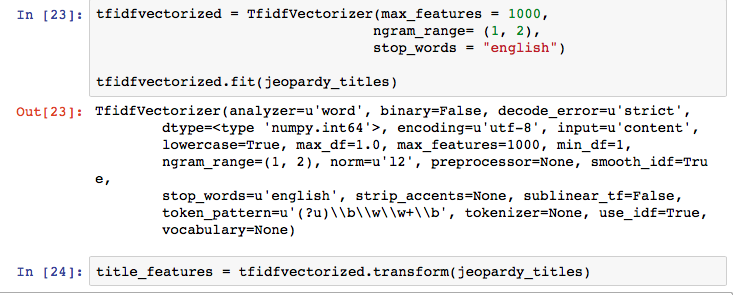 In [23]: tfidfvectorized = TfidfVectorizer(max_features = 1000,
ngram_range= (1, 2),
stop_words = "english")
tfidfvectorized.fit(jeopardy_titles)
Out[23]: TfidfVectorizer(analyzer=u'word', binary=False, decode_error=u'strict',
dtype=<type 'numpy.int64'>, encoding=u'utf-8', input=u'content',
lowercase=True, max_df=1.0, max_features=1000, min_df=1,
ngram_range=(1, 2), norm=u'l2', preprocessor=None, smooth_idf=Tru
e,
stop_words=u'english', strip_accents=None, sublinear_tf=False,
token_pattern=u'(?u)\\b\\w\\w+\\b', tokenizer=None, use_idf=True,
vocabulary=None)
In [24]: title_features = tfidfvectorized.transform(jeopardy_titles)